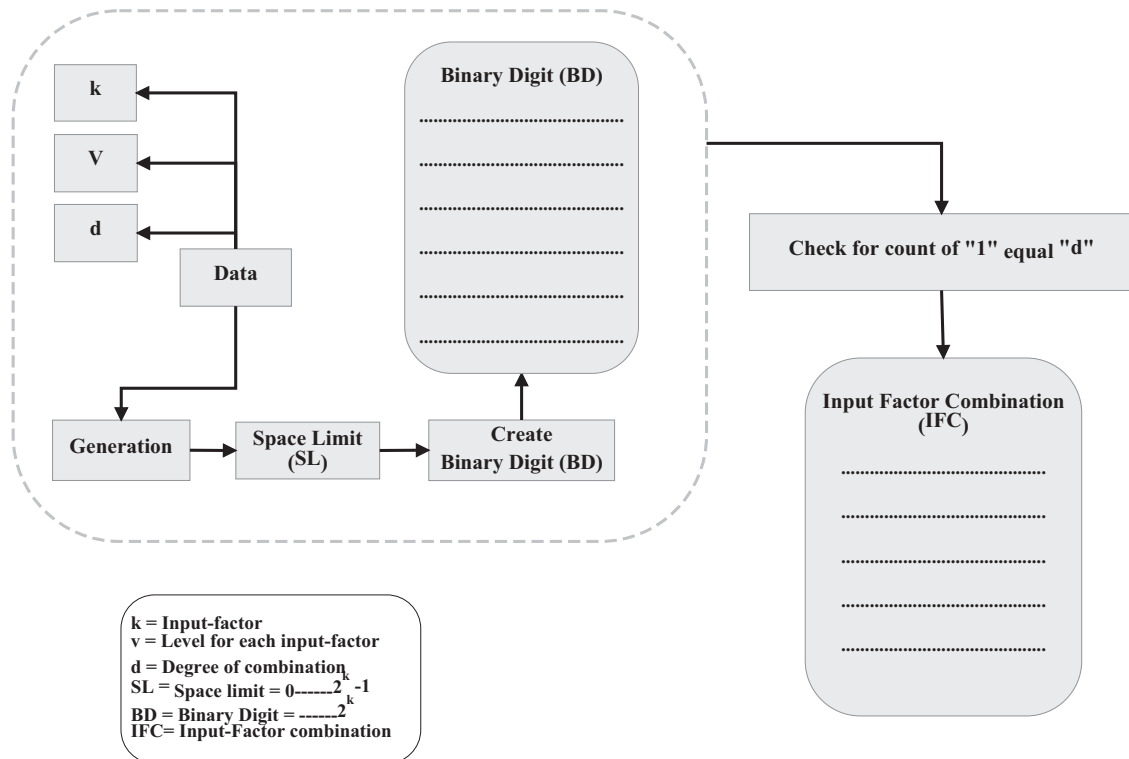 k
V
d
Data
Generation
Space Limit
(SL)
Create
Binary Digit (BD)
Binary Digit (BD)
..........................................
..........................................
..........................................
..........................................
..........................................
..........................................
Check for count of "1" equal "d"
Input Factor Combination
(IFC)
..........................................
..........................................
..........................................
..........................................
..........................................
k = Input-factor
v = Level for each input-factor
d = Degree of combination
SL = Space limit = 0------2^k -1
BD = Binary Digit = ------2^k
IFC= Input-Factor combination